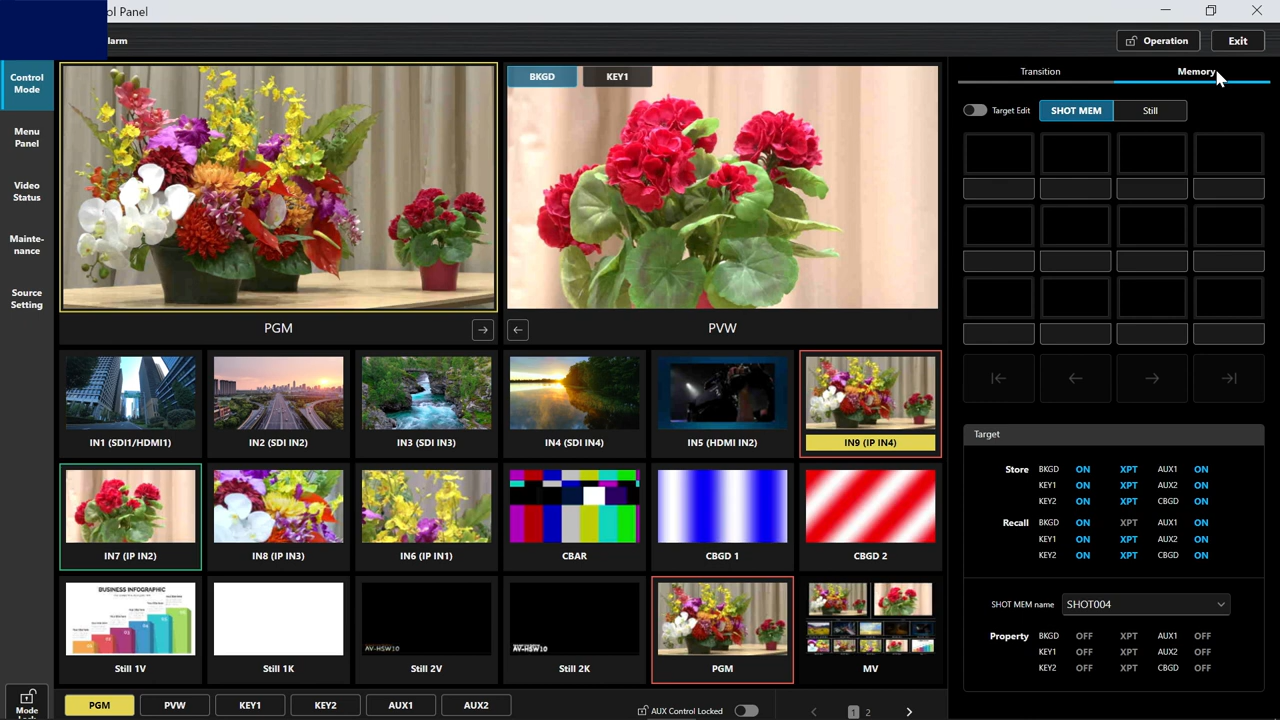 ol Panel
larm
Operation
Exit
Control
Mode
Menu
Panel
Video
Status
Mainte-
nance
Source
Setting
Mode
BKGD KEY1
PGM
PVW
IN1 (SDI1/HDMI1)
IN2 (SDI IN2)
IN3 (SDI IN3)
IN4 (SDI IN4)
IN5 (HDMI IN2)
IN9 (IP IN4)
IN7 (IP IN2)
IN8 (IP IN3)
IN6 (IP IN1)
CBAR
CBGD 1
CBGD 2
BUSINESS INFOGRAPHIC
AV-HSW10
AV-HSW10
Still 1V
Still 1K
Still 2V
Still 2K
PGM
MV
PGM PVW KEY1 KEY2 AUX1 AUX2
AUX Control Locked
1 2
Transition
Memory
Target Edit SHOT MEM Still
Target
Store BKGD ON XPT AUX1 ON
KEY1 ON XPT AUX2 ON
KEY2 ON XPT CBGD ON
Recall BKGD ON XPT AUX1 ON
KEY1 ON XPT AUX2 ON
KEY2 ON XPT CBGD ON
SHOT MEM name SHOT004
Property BKGD OFF XPT AUX1 OFF
KEY1 OFF XPT AUX2 OFF
KEY2 OFF XPT CBGD OFF